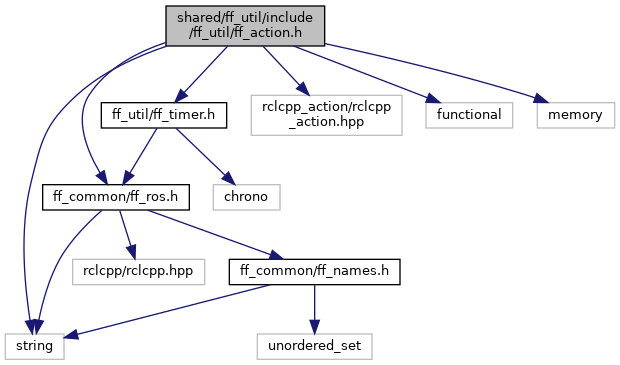 shared/ff_util/include
/ff_util/ff_action.h
ff_util/ff_timer.h
rclcpp_action/rclcpp
_action.hpp
functional
memory
ff_common/ff_ros.h
chrono
rclcpp/rclcpp.hpp
ff_common/ff_names.h
string
unordered_set